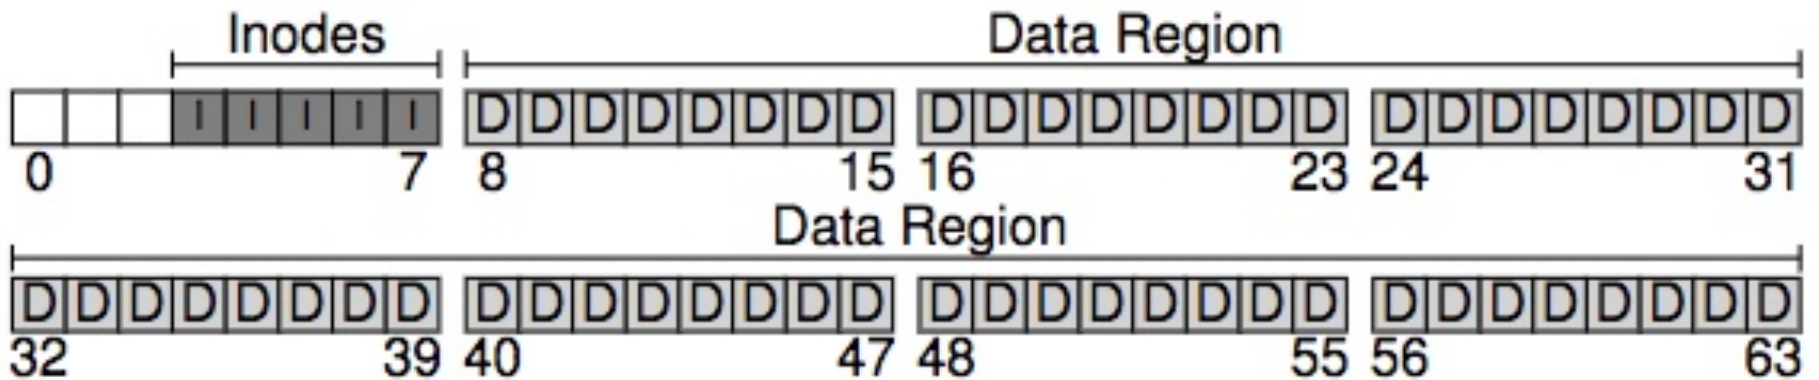 Inodes Data Region
I I I I I D D D D D D D D D D D D D D D D D D D D D D D D
0 7 8 15 16 23 24 31
Data Region
D D D D D D D D D D D D D D D D D D D D D D D D D D D D D D D D
32 39 40 47 48 55 56 63